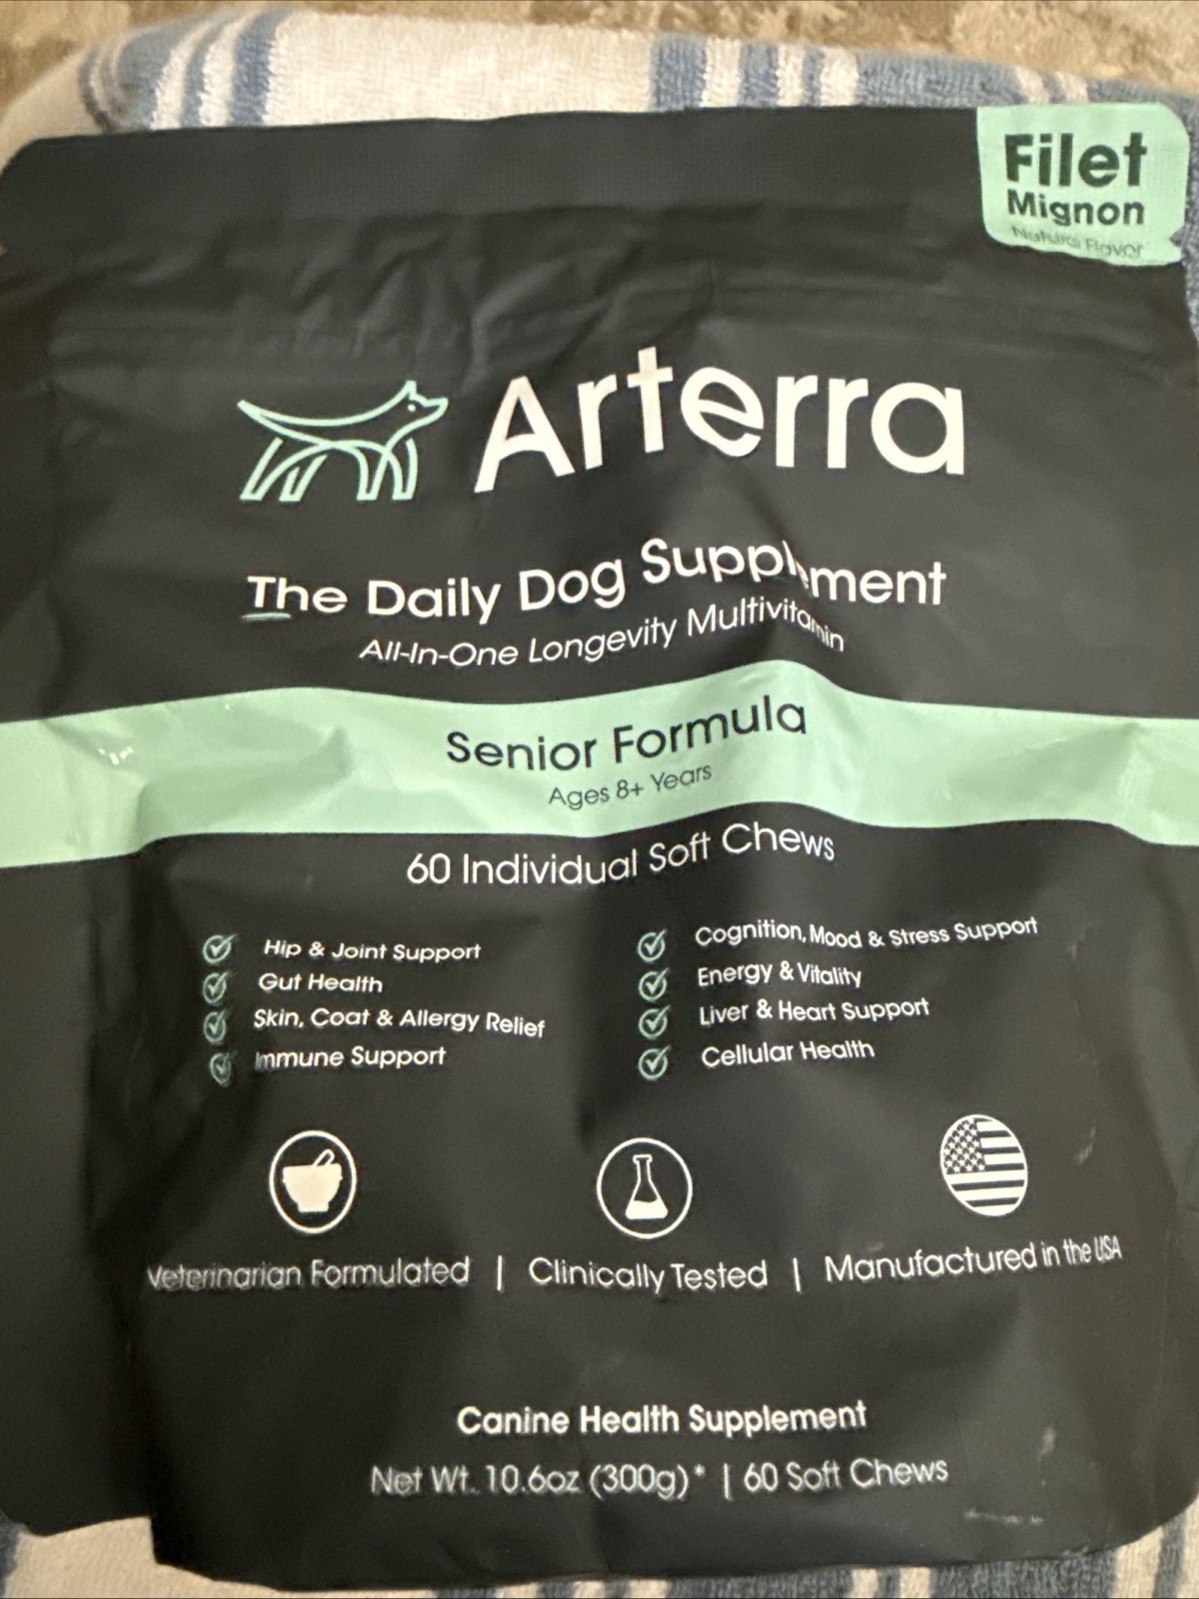 Filet
Mignon
Natural Flavor
Arterra
The Daily Dog Supplement
All-In-One Longevity Multivitamin
Senior Formula
Ages 8+ Years
60 Individual Soft Chews
Hip & Joint Support
Gut Health
Skin, Coat & Allergy Relief
Immune Support
Cognition, Mood & Stress Support
Energy & Vitality
Liver & Heart Support
Cellular Health
Veterinarian Formulated | Clinically Tested | Manufactured in the USA
Canine Health Supplement
Net Wt. 10.6oz (300g)* | 60 Soft Chews